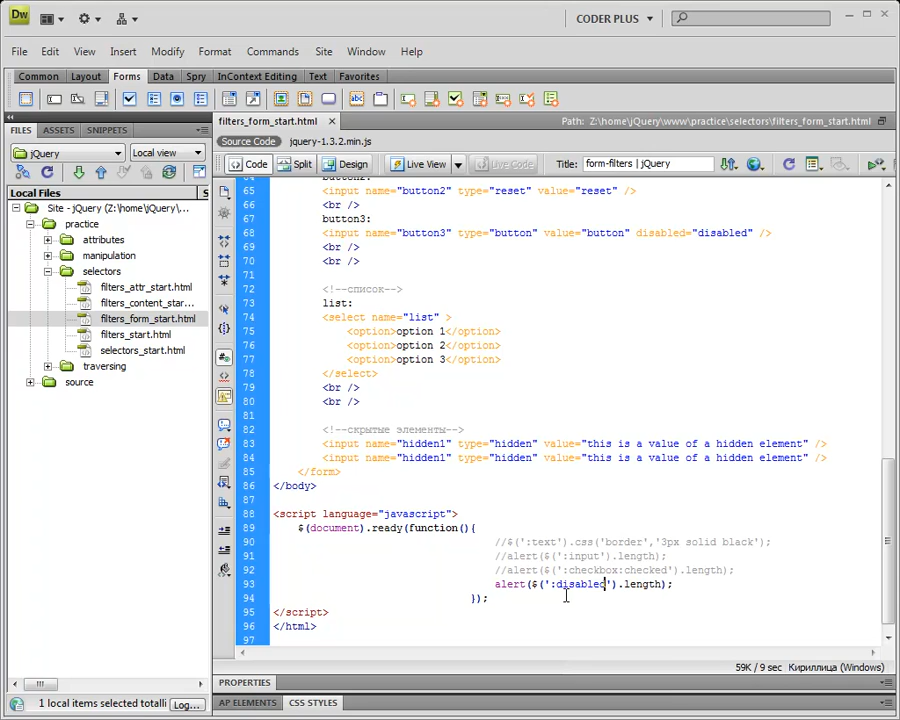 Dw
CODER PLUS
File Edit View Insert Modify Format Commands Site Window Help
Common Layout Forms Data Spry InContext Editing Text Favorites
FILES ASSETS SNIPPETS
filters_form_start.html
Path: Z:\home\jQuery\www\practice\selectors\filters_form_start.html
Source Code jquery-1.3.2.min.js
jQuery Local view
Code Split Design Live View Live Code Title: form-filters | jQuery
Local Files S
Site - jQuery (Z:\home\jQuery\...
practice
attributes
manipulation
selectors
filters_attr_start.html
filters_content_star...
filters_form_start.html
filters_start.html
selectors_start.html
traversing
source
64 button2:
65 <input name="button2" type="reset" value="reset" />
66 <br />
67 button3:
68 <input name="button3" type="button" value="button" disabled="disabled" />
69 <br />
70 <br />
71
72 <!--список-->
73 list:
74 <select name="list" >
75 <option>option 1</option>
76 <option>option 2</option>
77 <option>option 3</option>
78 </select>
79 <br />
80 <br />
81
82 <!--скрытые элементы-->
83 <input name="hidden1" type="hidden" value="this is a value of a hidden element" />
84 <input name="hidden1" type="hidden" value="this is a value of a hidden element" />
85 </form>
86 </body>
87
88 <script language="javascript">
89 $(document).ready(function(){
90 //$(':text').css('border','3px solid black');
91 //alert($(':input').length);
92 //alert($(':checkbox:checked').length);
93 alert($(':disabled').length);
94 });
95 </script>
96 </html>
97
59K / 9 sec Кириллица (Windows)
PROPERTIES
1 local items selected totalli Log...
AP ELEMENTS CSS STYLES